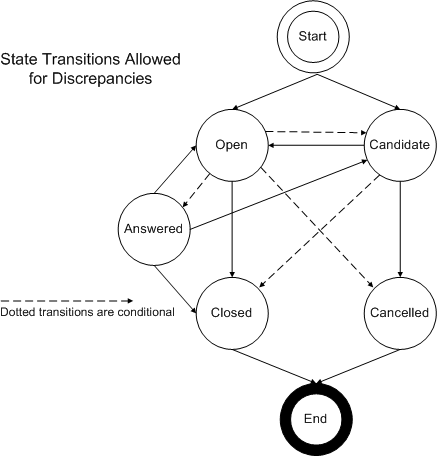 Start
State Transitions Allowed
for Discrepancies
Open
Candidate
Answered
Dotted transitions are conditional
Closed
Cancelled
End